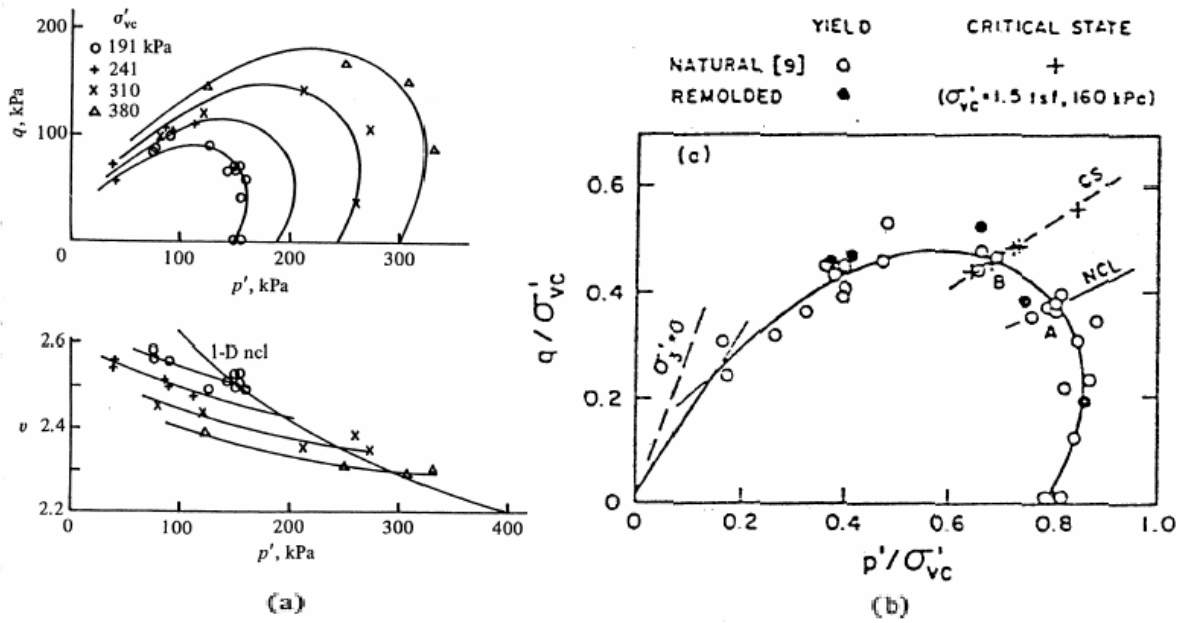 σ'vc
191 kPa
241
310
380
q, kPa
200
100
0
100
200
300
p', kPa
1-D ncl
v
2.6
2.4
2.2
0
100
200
300
400
p', kPa
(a)
YIELD CRITICAL STATE
NATURAL [9] +
REMOLDED (σ'vc=1.5 tsf, 160 kPc)
(c)
q/σ'vc
0.6
0.4
0.2
0
σ'3=0
CS
B
NCL
A
0 0.2 0.4 0.6 0.8 1.0
p'/σ'vc
(b)